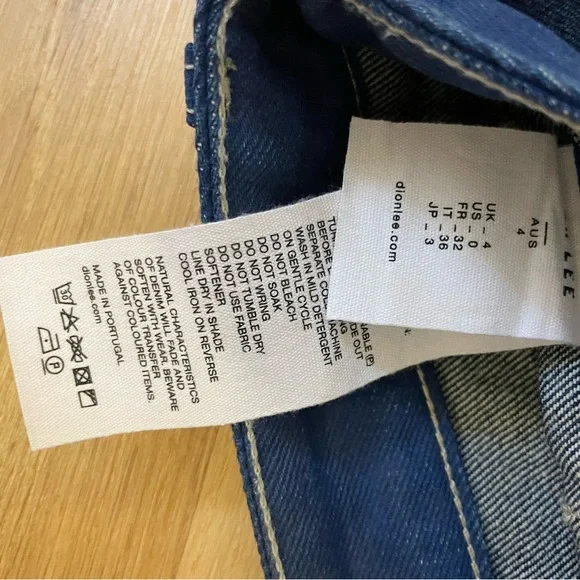 LEE
AUS
4
UK - 4
US - 0
FR - 32
IT - 36
JP - 3
dionlee.com
BEFORE
SEPARATE
WASH IN MILD DETERGENT
ON GENTLE CYCLE
DO NOT BLEACH
DO NOT SOAK
DO NOT WRING
DO NOT TUMBLE DRY
DO NOT USE FABRIC
SOFTENER
LINE DRY IN SHADE
COOL IRON ON REVERSE
NATURAL CHARACTERISTICS
OF DENIM WILL FADE AND
SOFTEN WITH WEAR. BEWARE
OF COLOUR TRANSFER
AGAINST COLOURED ITEMS.
MADE IN PORTUGAL
dionlee.com
30
P